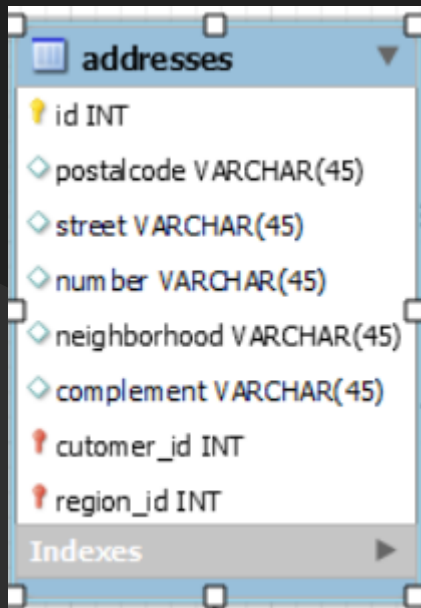 addresses
id INT
postalcode VARCHAR(45)
street VARCHAR(45)
number VARCHAR(45)
neighborhood VARCHAR(45)
complement VARCHAR(45)
cutomer_id INT
region_id INT
Indexes